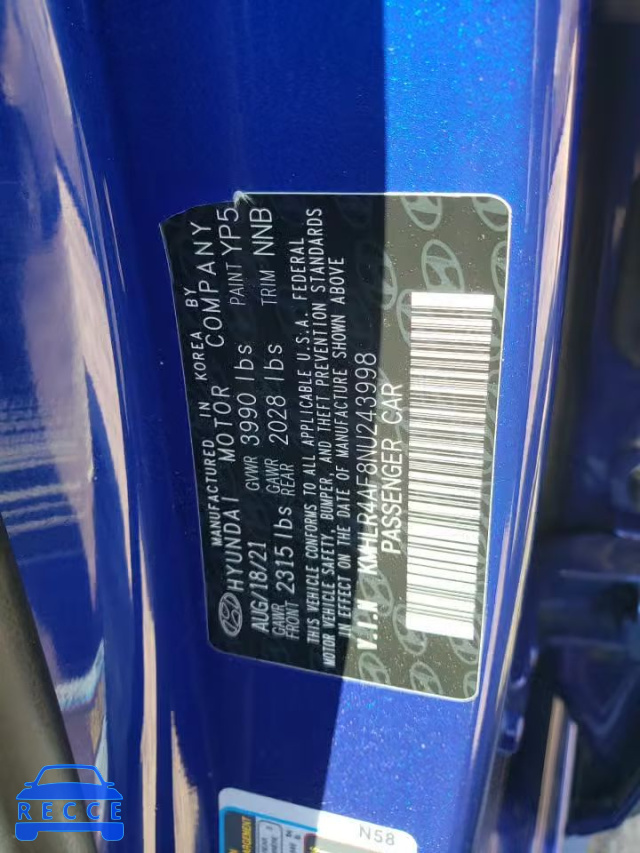 MANUFACTURED IN KOREA BY
HYUNDAI MOTOR COMPANY
AUG/18/21 GVWR 3990 lbs PAINT YP5
GAWR FRONT 2315 lbs GAWR REAR 2028 lbs TRIM NNB
THIS VEHICLE CONFORMS TO ALL APPLICABLE U.S.A. FEDERAL
MOTOR VEHICLE SAFETY, BUMPER, AND THEFT PREVENTION STANDARDS
IN EFFECT ON THE DATE OF MANUFACTURE SHOWN ABOVE
V.I.N KMHLR4AF8NU243998
PASSENGER CAR
N58
RECCE